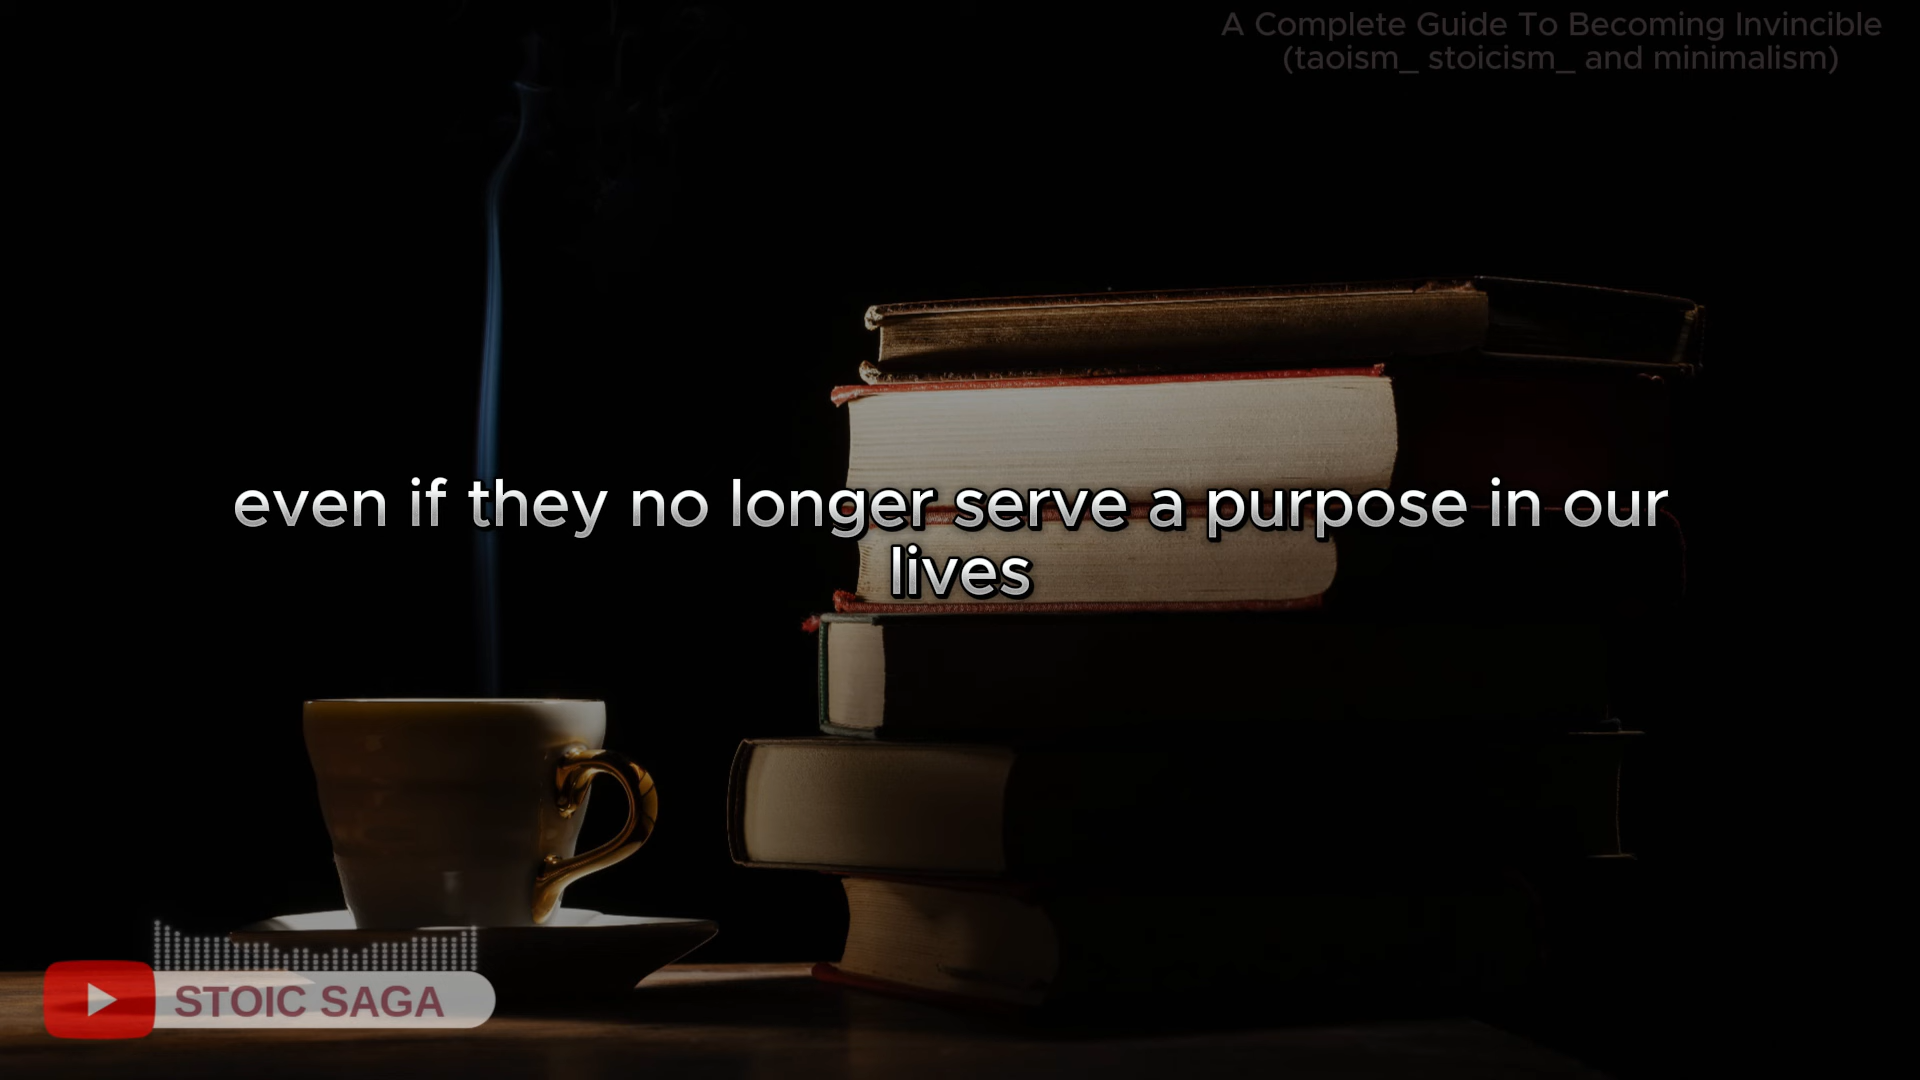 A Complete Guide To Becoming Invincible
(taoism_ stoicism_ and minimalism)
even if they no longer serve a purpose in our
lives
STOIC SAGA